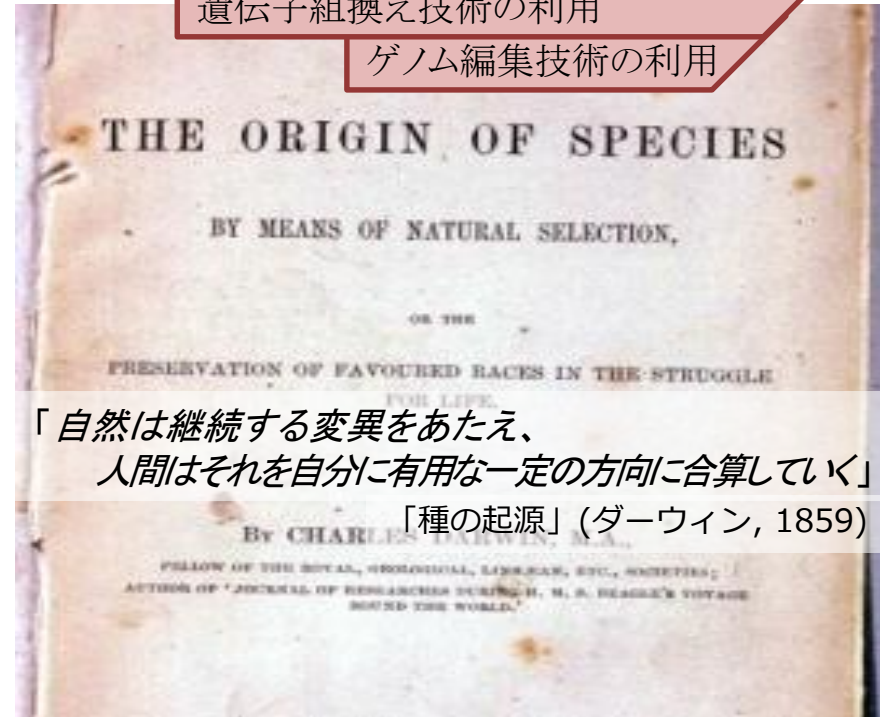 遺伝子組換え技術の利用
ゲノム編集技術の利用
THE ORIGIN OF SPECIES
BY MEANS OF NATURAL SELECTION,
OR THE
PRESERVATION OF FAVOURED RACES IN THE STRUGGLE
FOR LIFE.
「自然は継続する変異をあたえ、
人間はそれを自分に有用な一定の方向に合算していく」
「種の起源」(ダーウィン, 1859)
BY CHARLES DARWIN, M.A.,
FELLOW OF THE ROYAL, GEOLOGICAL, LINNÆAN, ETC., SOCIETIES;
AUTHOR OF 'JOURNAL OF RESEARCHES DURING H. M. S. BEAGLE'S VOYAGE
ROUND THE WORLD.'